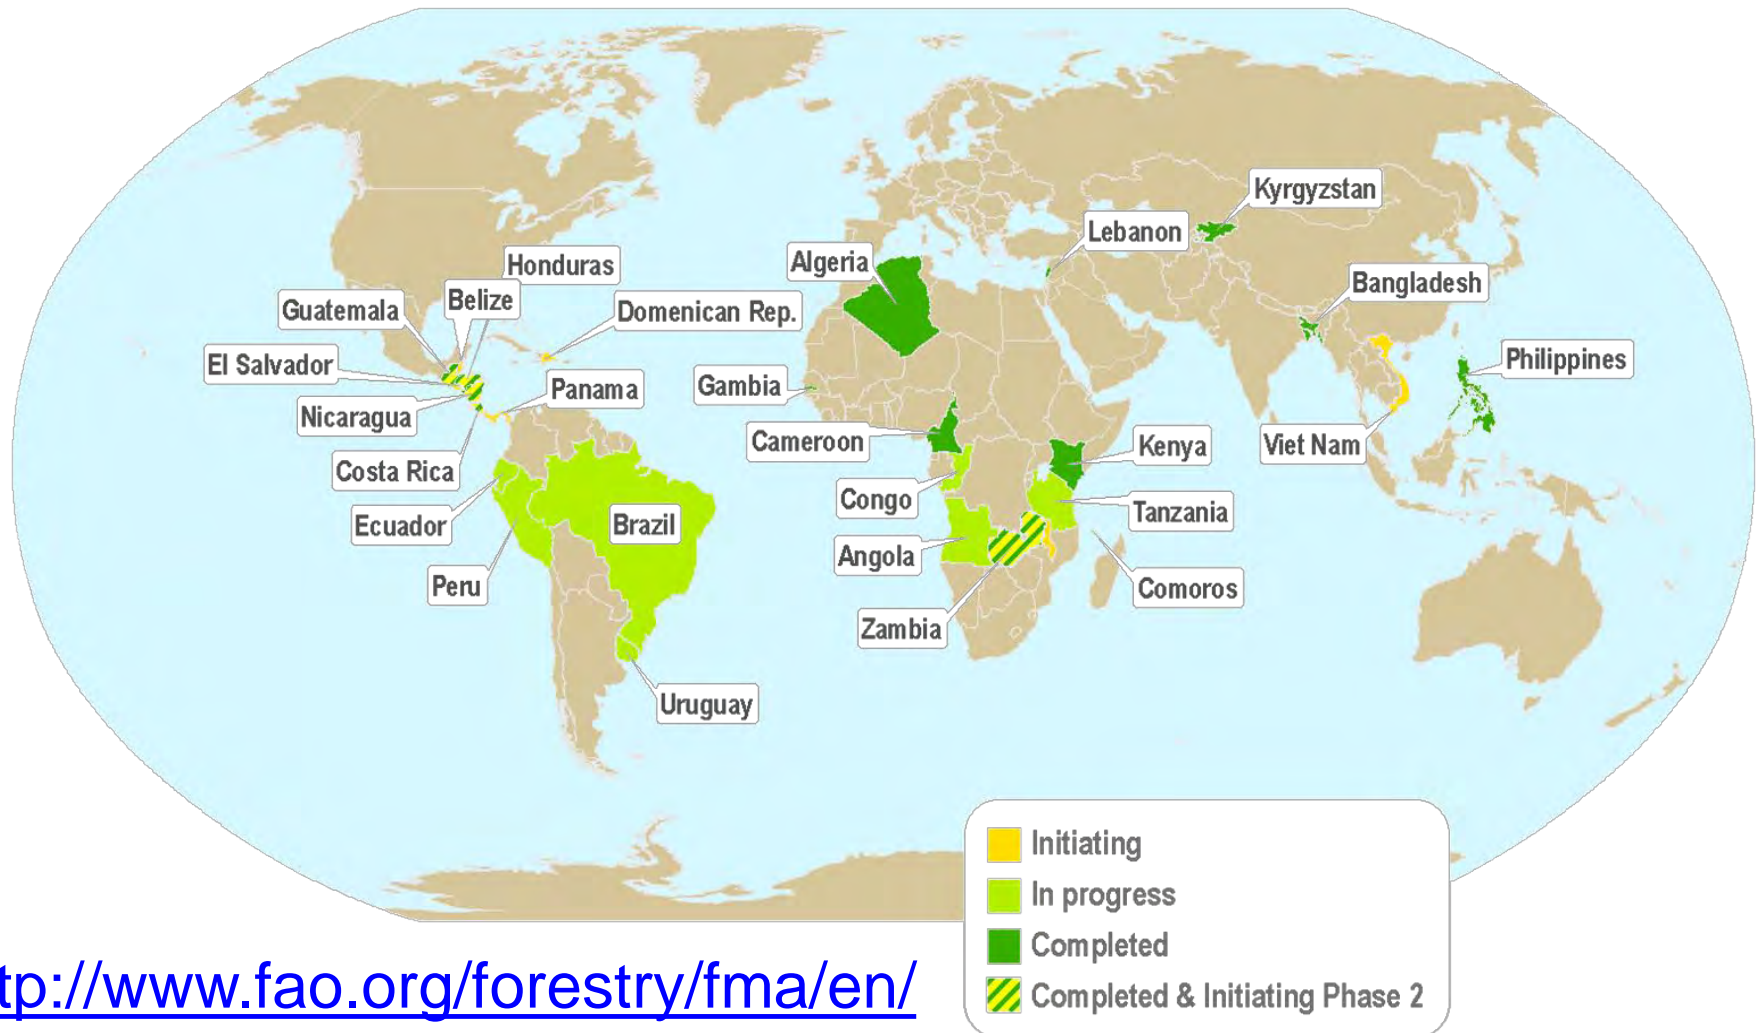 Kyrgyzstan
Lebanon
Honduras
Algeria
Bangladesh
Guatemala
Belize
Domenican Rep.
El Salvador
Philippines
Panama
Gambia
Nicaragua
Cameroon
Kenya
Viet Nam
Costa Rica
Congo
Tanzania
Ecuador
Brazil
Angola
Peru
Comoros
Zambia
Uruguay
Initiating
In progress
Completed
Completed & Initiating Phase 2
tp://www.fao.org/forestry/fma/en/